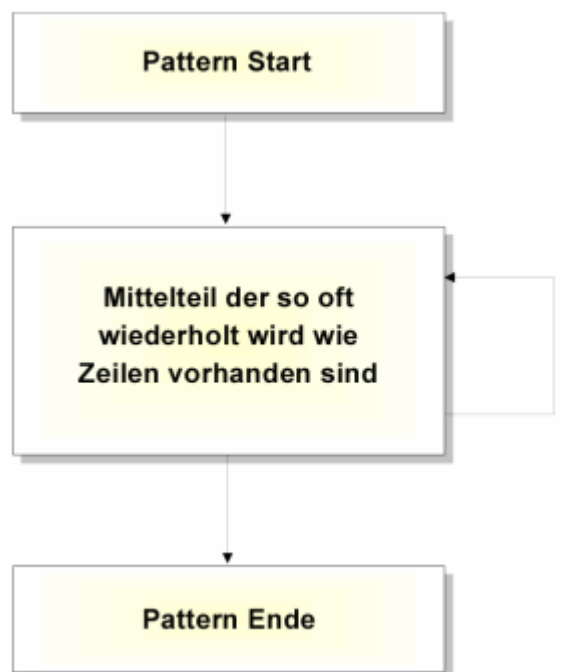 Pattern Start
Mittelteil der so oft
wiederholt wird wie
Zeilen vorhanden sind
Pattern Ende